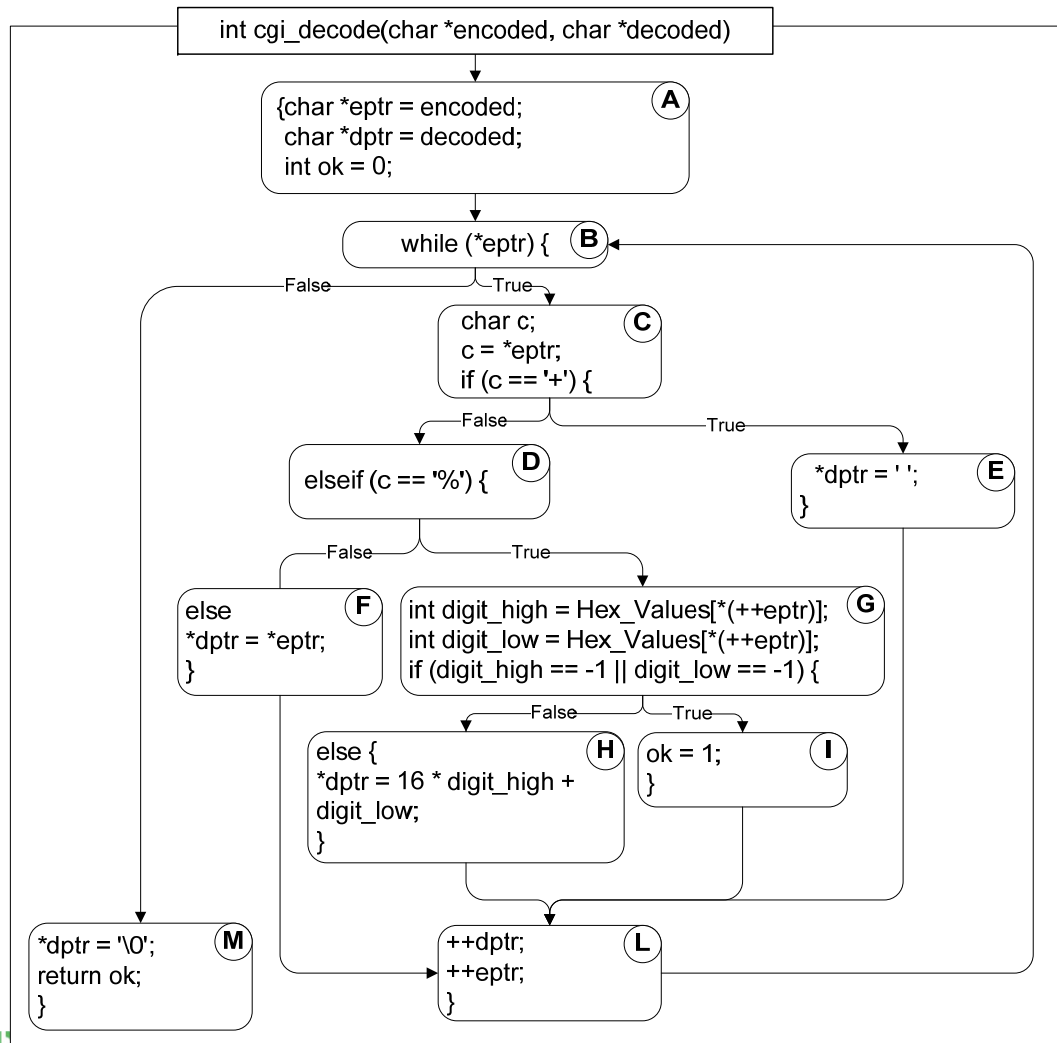 int cgi_decode(char *encoded, char *decoded)
A
{char *eptr = encoded;
char *dptr = decoded;
int ok = 0;
while (*eptr) {
B
False
True
char c;
c = *eptr;
if (c == '+') {
C
False
True
elseif (c == '%') {
D
*dptr = ' ';
}
E
False
True
else
*dptr = *eptr;
}
F
int digit_high = Hex_Values[*(++eptr)];
int digit_low = Hex_Values[*(++eptr)];
if (digit_high == -1 || digit_low == -1) {
G
False
True
else {
*dptr = 16 * digit_high +
digit_low;
}
H
ok = 1;
}
I
*dptr = '\0';
return ok;
}
M
++dptr;
++eptr;
}
L